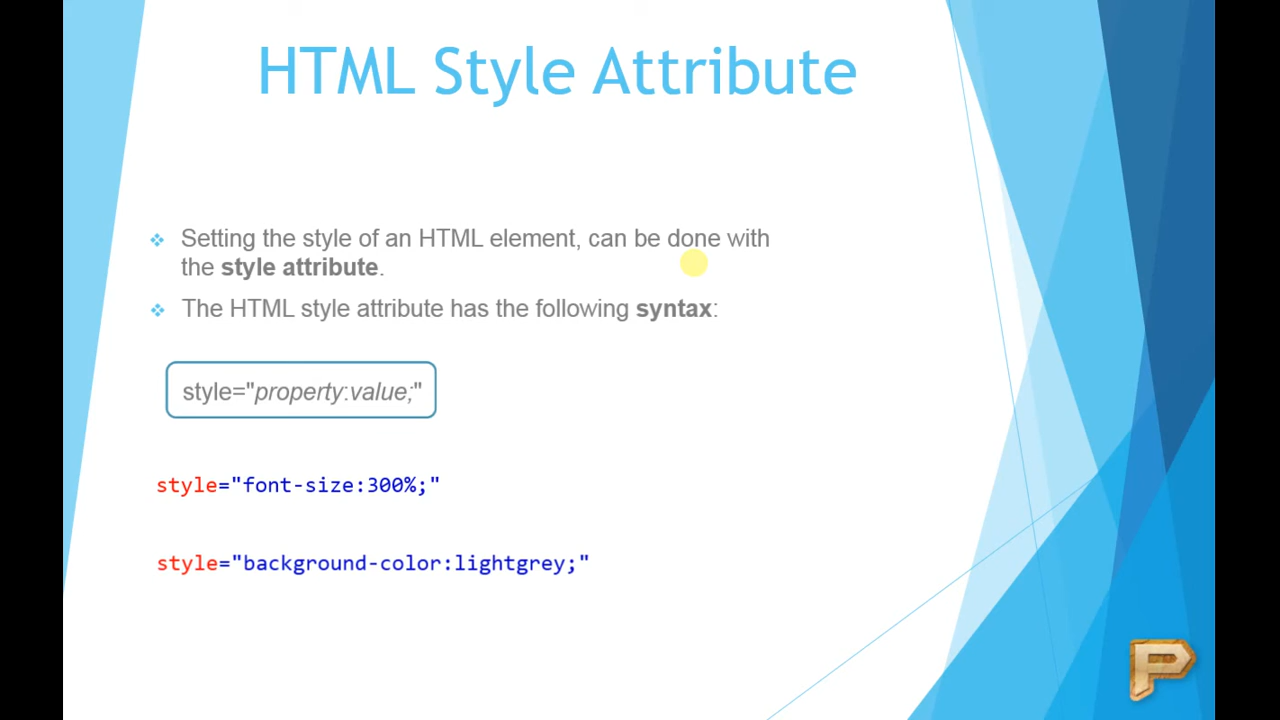 HTML Style Attribute
Setting the style of an HTML element, can be done with
the style attribute.
The HTML style attribute has the following syntax:
style="property:value;"
style="font-size:300%;"
style="background-color:lightgrey;"
P